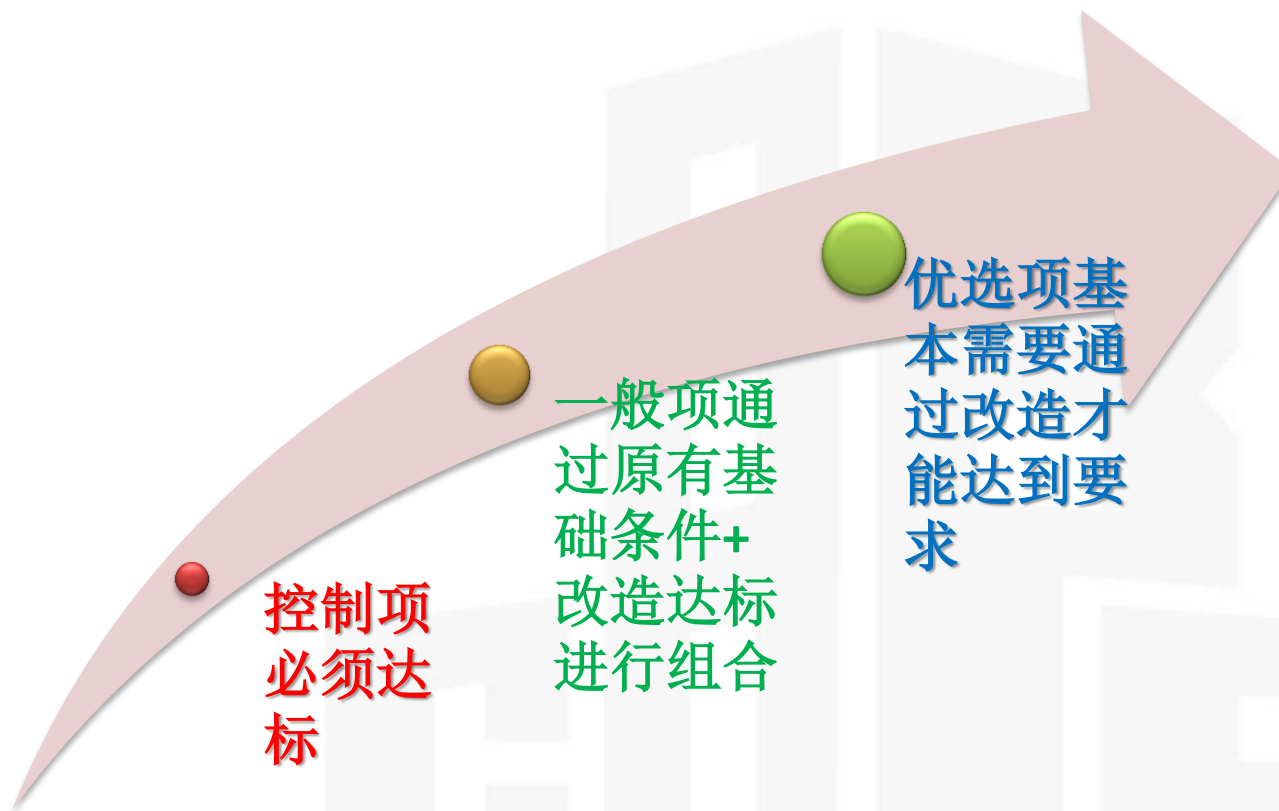 控制项
必须达
标
一般项通
过原有基
础条件+
改造达标
进行组合
优选项基
本需要通
过改造才
能达到要
求